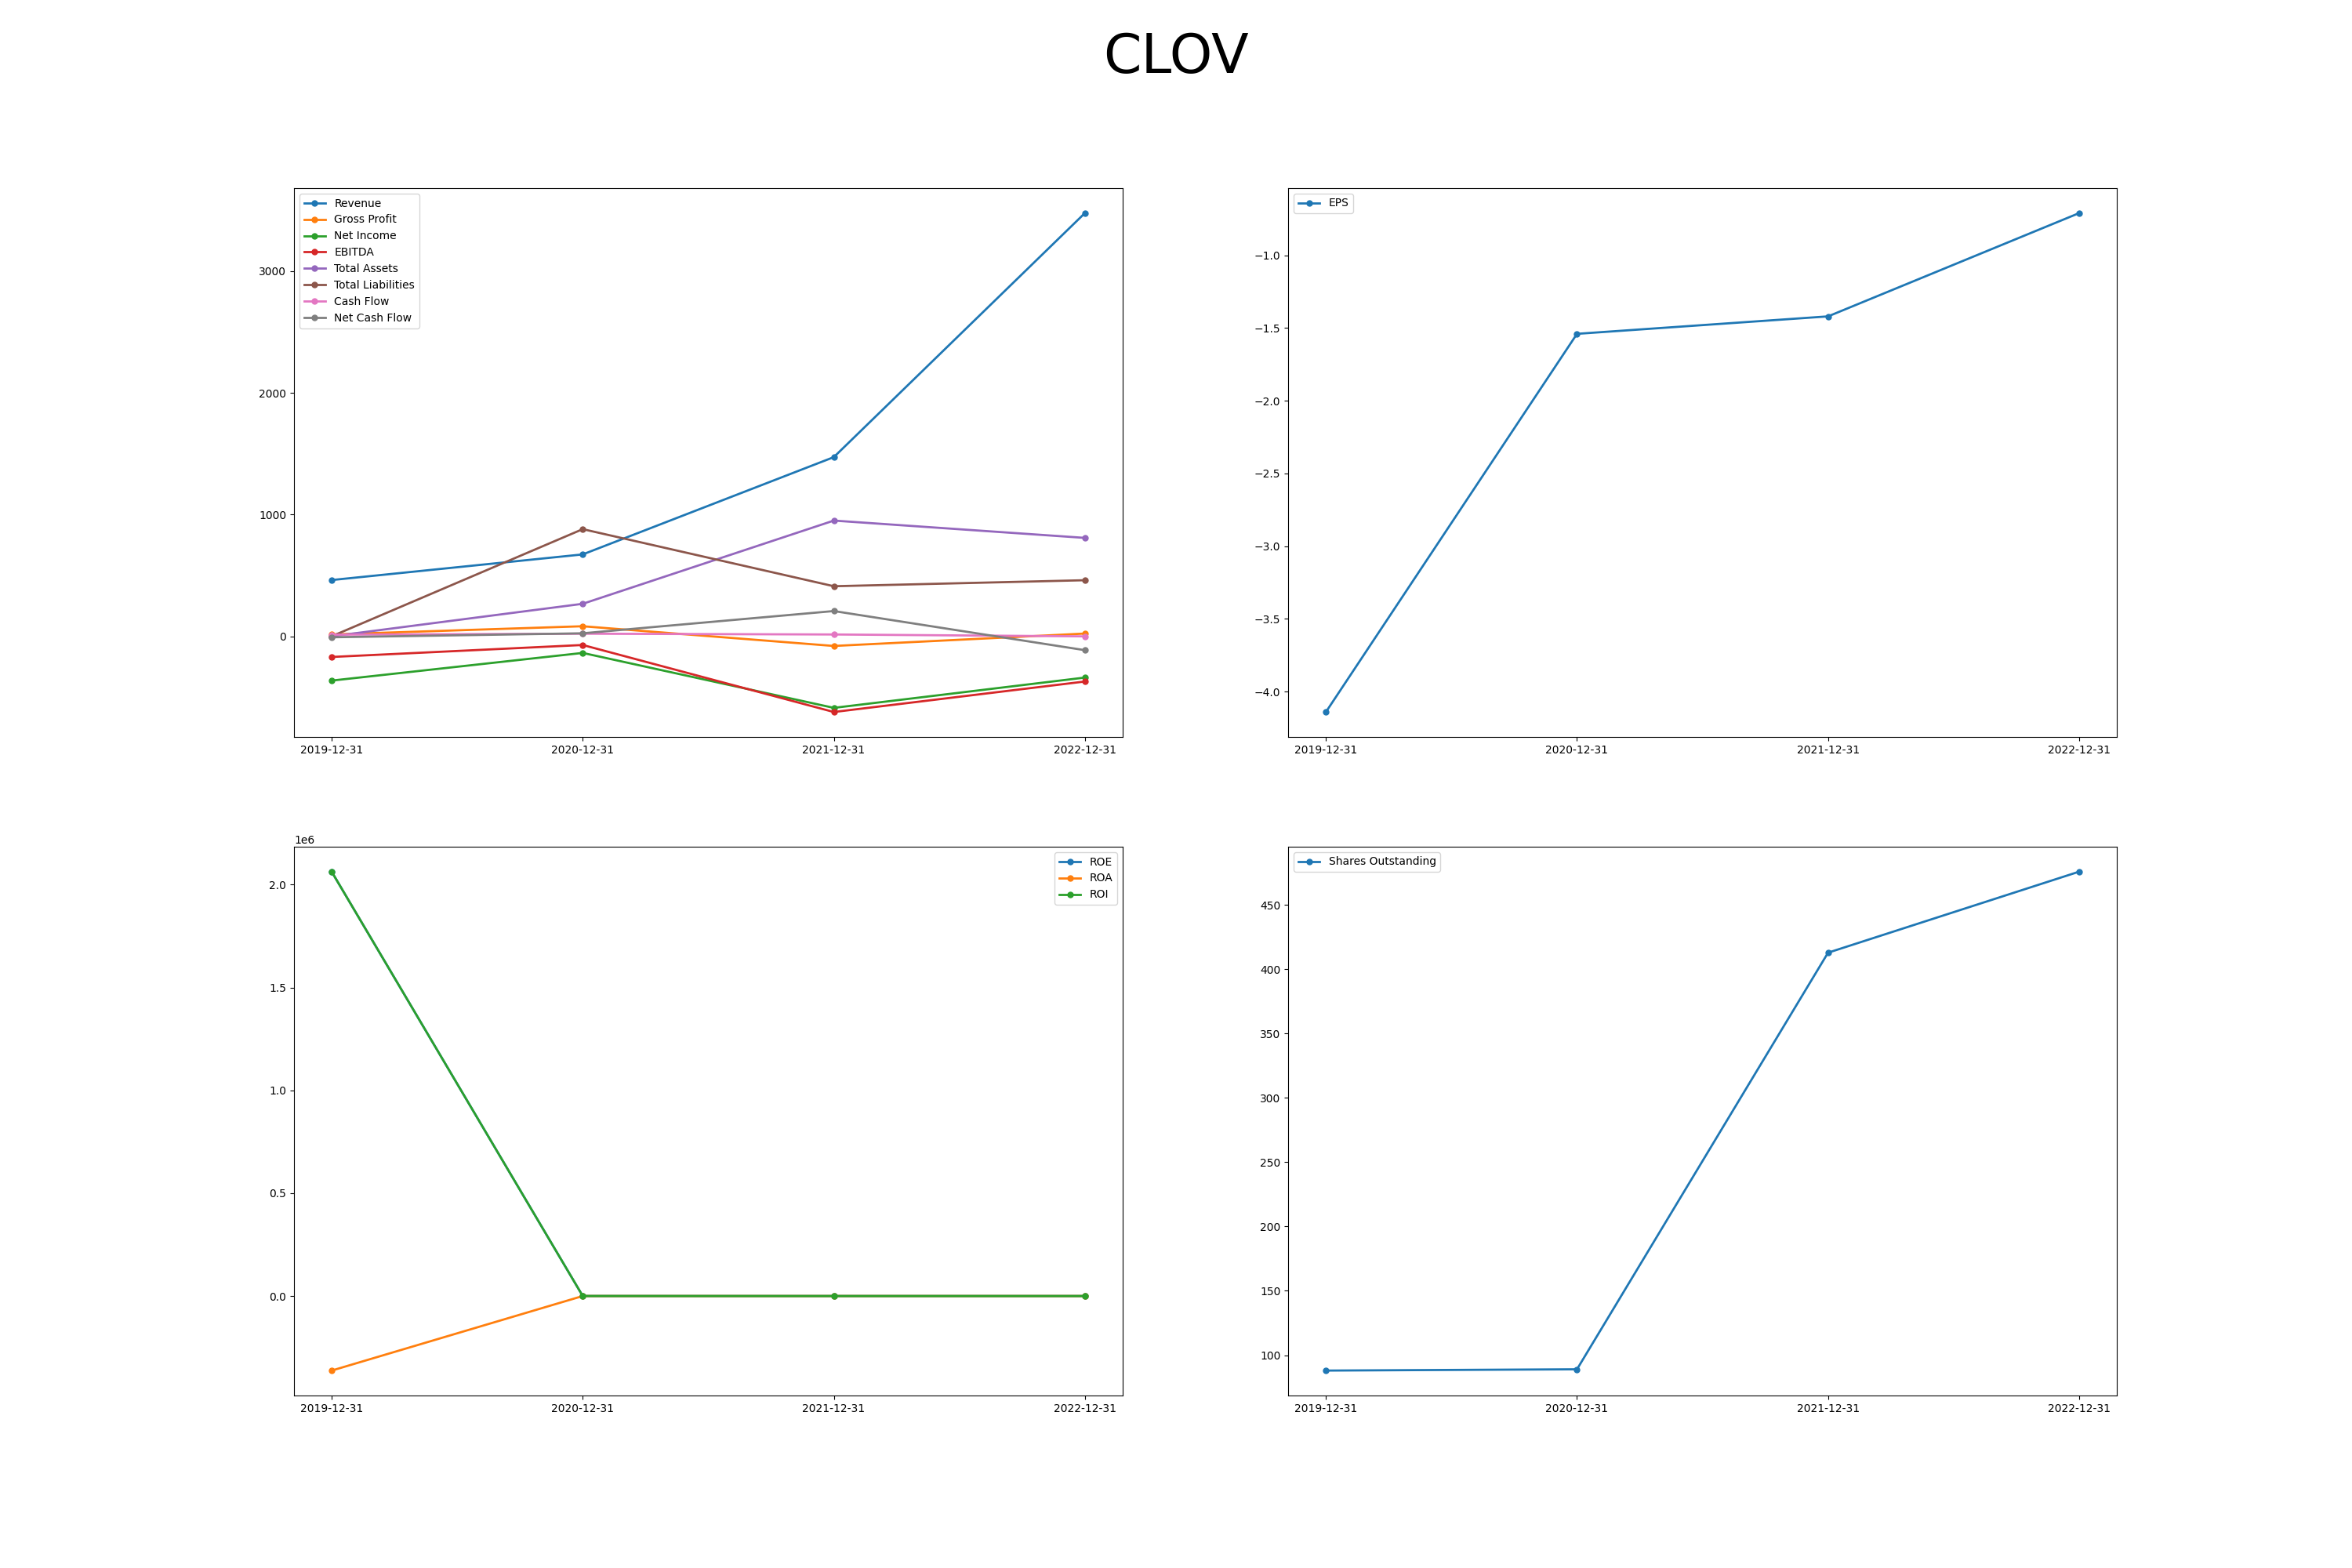 CLOV
Revenue
Gross Profit
Net Income
EBITDA
Total Assets
Total Liabilities
Cash Flow
Net Cash Flow
3000
2000
1000
0
2019-12-31 2020-12-31 2021-12-31 2022-12-31
EPS
−1.0
−1.5
−2.0
−2.5
−3.0
−3.5
−4.0
2019-12-31 2020-12-31 2021-12-31 2022-12-31
1e6
ROE
ROA
ROI
2.0
1.5
1.0
0.5
0.0
2019-12-31 2020-12-31 2021-12-31 2022-12-31
Shares Outstanding
450
400
350
300
250
200
150
100
2019-12-31 2020-12-31 2021-12-31 2022-12-31